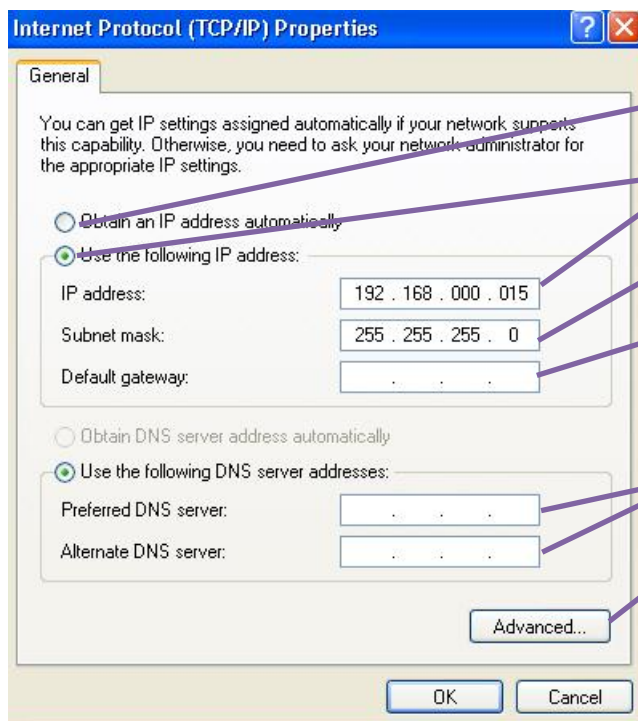 Internet Protocol (TCP/IP) Properties
General
You can get IP settings assigned automatically if your network supports
this capability. Otherwise, you need to ask your network administrator for
the appropriate IP settings.
Obtain an IP address automatically
Use the following IP address:
IP address: 192 . 168 . 000 . 015
Subnet mask: 255 . 255 . 255 . 0
Default gateway: . . .
Obtain DNS server address automatically
Use the following DNS server addresses:
Preferred DNS server: . . .
Alternate DNS server: . . .
Advanced...
OK Cancel